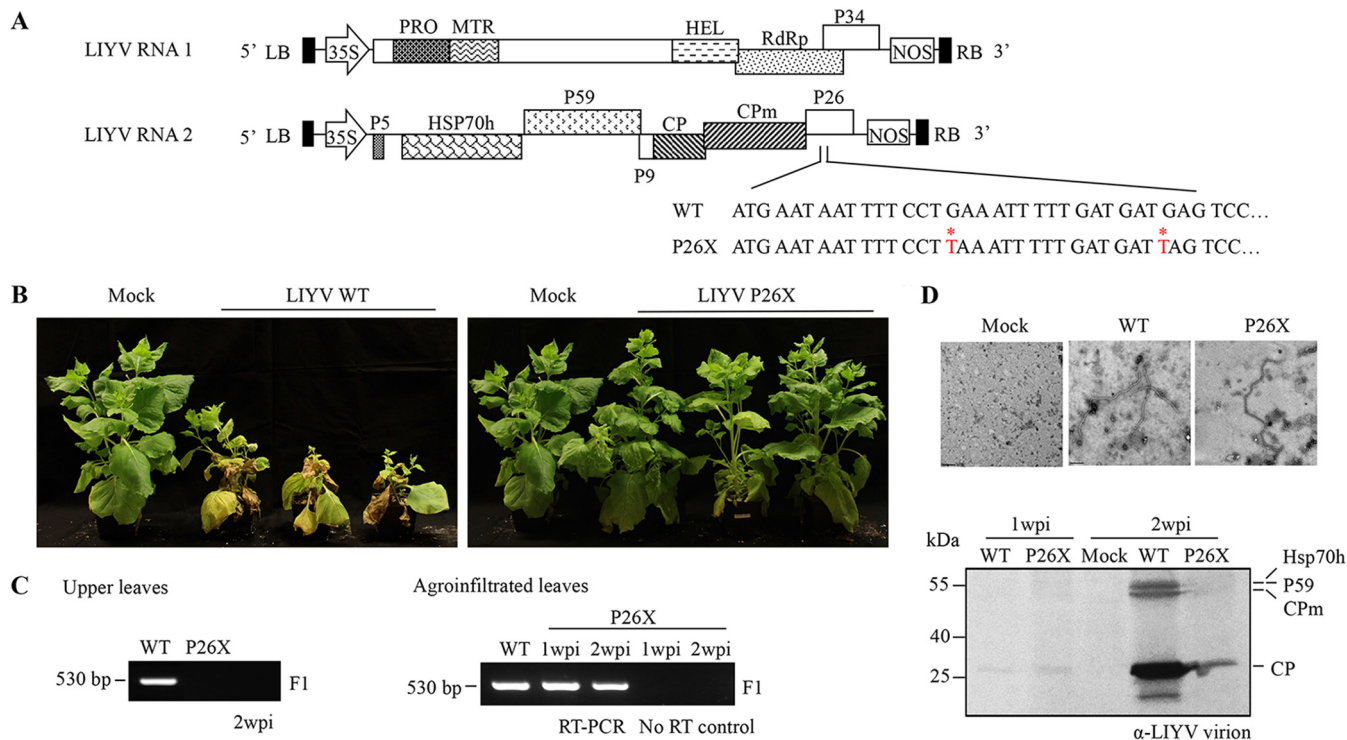 A
PRO MTR HEL RdRp P34
LIYV RNA 1 5’ LB 35S NOS RB 3’
P5 HSP70h P59 CP CPm P26
LIYV RNA 2 5’ LB 35S NOS RB 3’
P9
WT ATG AAT AAT TTT CCT GAA ATT TTT GAT GAT GAG TCC...
* *
P26X ATG AAT AAT TTT CCT TAA ATT TTT GAT GAT TAG TCC...
B
Mock LIYV WT Mock LIYV P26X
C
Upper leaves
WT P26X
530 bp F1
2wpi
Agroinfiltrated leaves
P26X
WT 1wpi 2wpi 1wpi 2wpi
530 bp F1
RT-PCR No RT control
D
Mock WT P26X
1wpi 2wpi
kDa WT P26X Mock WT P26X
Hsp70h
55 P59
CPm
40
25 CP
α-LIYV virion